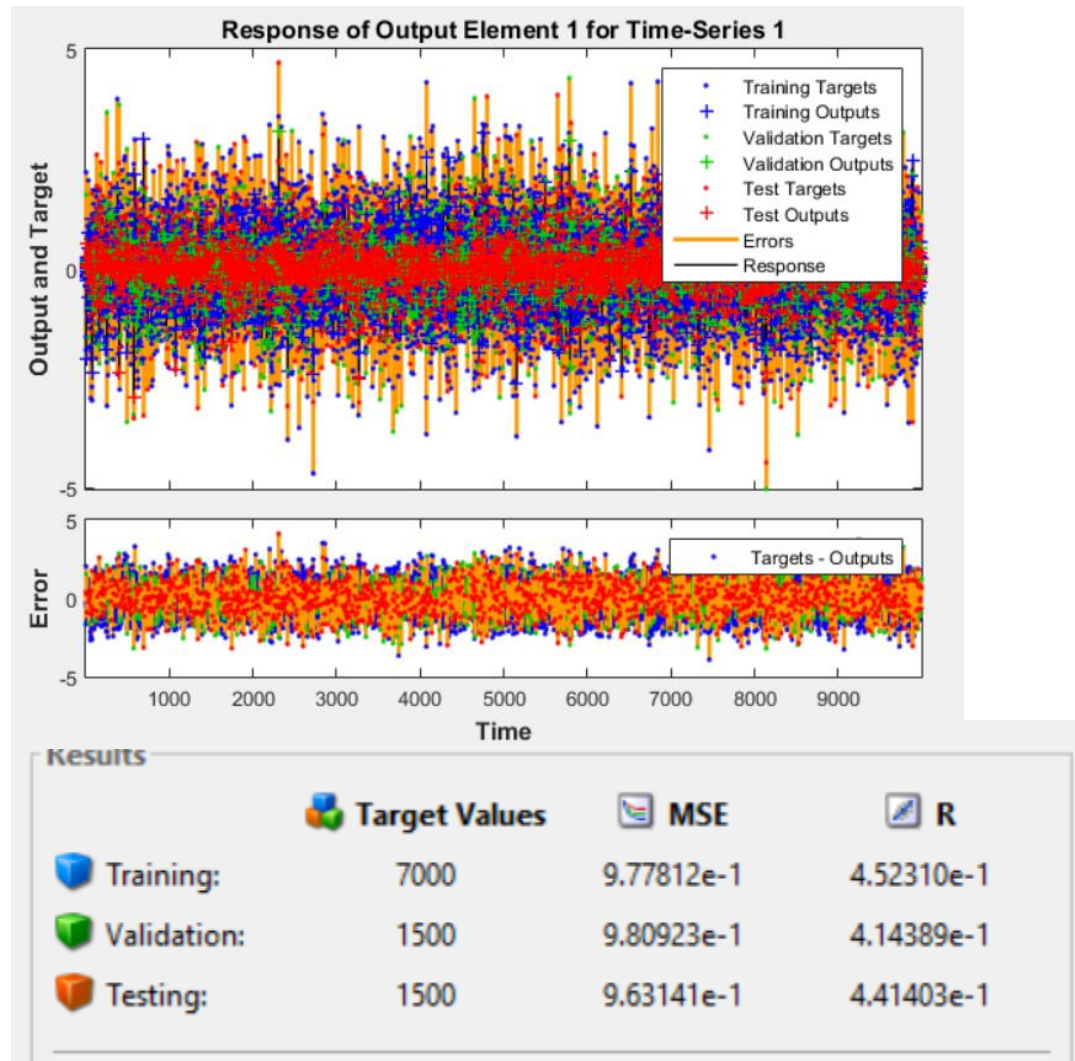 Response of Output Element 1 for Time-Series 1
Output and Target
5
0
-5
Training Targets
Training Outputs
Validation Targets
Validation Outputs
Test Targets
Test Outputs
Errors
Response
Error
5
0
-5
Targets - Outputs
1000 2000 3000 4000 5000 6000 7000 8000 9000
Time
Results
Target Values MSE R
Training: 7000 9.77812e-1 4.52310e-1
Validation: 1500 9.80923e-1 4.14389e-1
Testing: 1500 9.63141e-1 4.41403e-1